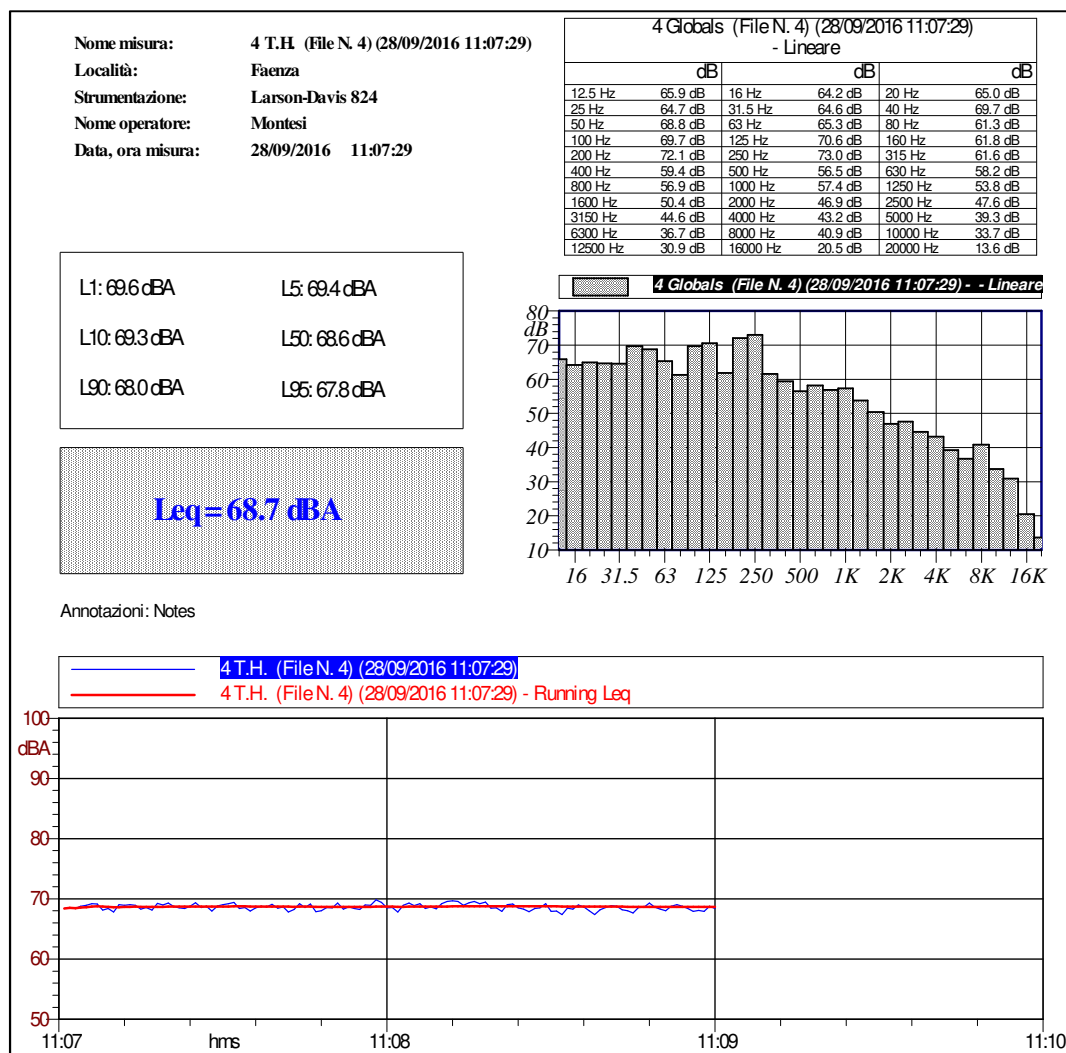 Nome misura: 4 T.H. (File N. 4) (28/09/2016 11:07:29)
Località: Faenza
Strumentazione: Larson-Davis 824
Nome operatore: Montesi
Data, ora misura: 28/09/2016 11:07:29
4 Globals (File N. 4) (28/09/2016 11:07:29)
- Lineare
dB dB dB
12.5 Hz 65.9 dB 16 Hz 64.2 dB 20 Hz 65.0 dB
25 Hz 64.7 dB 31.5 Hz 64.6 dB 40 Hz 69.7 dB
50 Hz 68.8 dB 63 Hz 65.3 dB 80 Hz 61.3 dB
100 Hz 69.7 dB 125 Hz 70.6 dB 160 Hz 61.8 dB
200 Hz 72.1 dB 250 Hz 73.0 dB 315 Hz 61.6 dB
400 Hz 59.4 dB 500 Hz 56.5 dB 630 Hz 58.2 dB
800 Hz 56.9 dB 1000 Hz 57.4 dB 1250 Hz 53.8 dB
1600 Hz 50.4 dB 2000 Hz 46.9 dB 2500 Hz 47.6 dB
3150 Hz 44.6 dB 4000 Hz 43.2 dB 5000 Hz 39.3 dB
6300 Hz 36.7 dB 8000 Hz 40.9 dB 10000 Hz 33.7 dB
12500 Hz 30.9 dB 16000 Hz 20.5 dB 20000 Hz 13.6 dB
L1: 69.6 dBA L5: 69.4 dBA
L10: 69.3 dBA L50: 68.6 dBA
L90: 68.0 dBA L95: 67.8 dBA
Leq = 68.7 dBA
4 Globals (File N. 4) (28/09/2016 11:07:29) - - Lineare
80
dB
70
60
50
40
30
20
10
16 31.5 63 125 250 500 1K 2K 4K 8K 16K
Annotazioni: Notes
4 T.H. (File N. 4) (28/09/2016 11:07:29)
4 T.H. (File N. 4) (28/09/2016 11:07:29) - Running Leq
100
dBA
90
80
70
60
50
11:07 hms 11:08 11:09 11:10